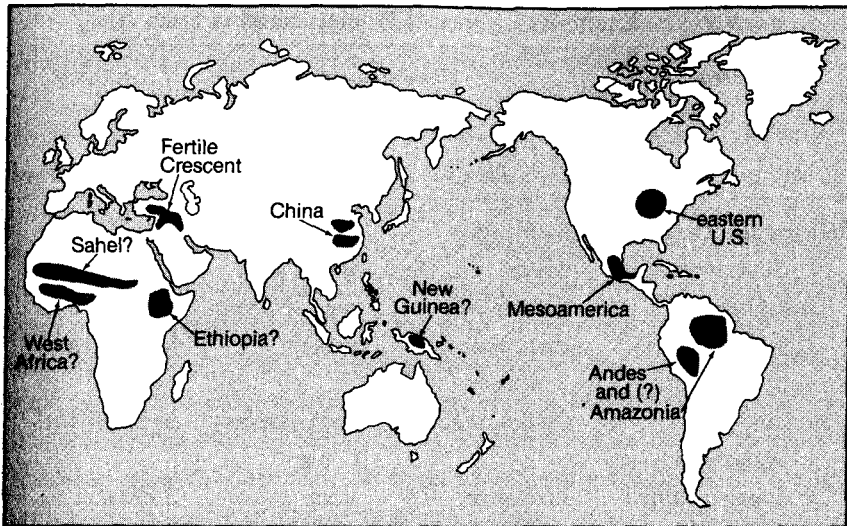 Fertile
Crescent
China
Sahel?
West
Africa?
Ethiopia?
New
Guinea?
eastern
U.S.
Mesoamerica
Andes
and (?)
Amazonia